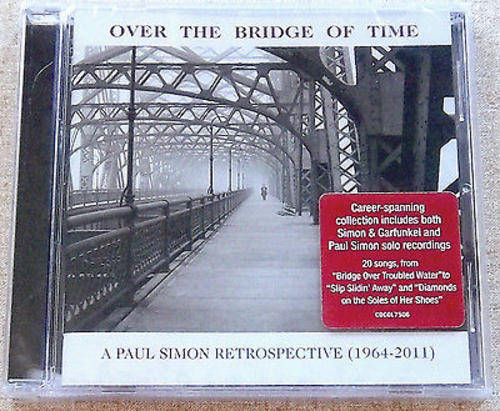 OVER THE BRIDGE OF TIME
Career-spanning
collection includes both
Simon & Garfunkel and
Paul Simon solo recordings
20 songs, from
"Bridge Over Troubled Water"to
"Slip Slidin' Away" and "Diamonds
on the Soles of Her Shoes"
A PAUL SIMON RETROSPECTIVE (1964-2011)